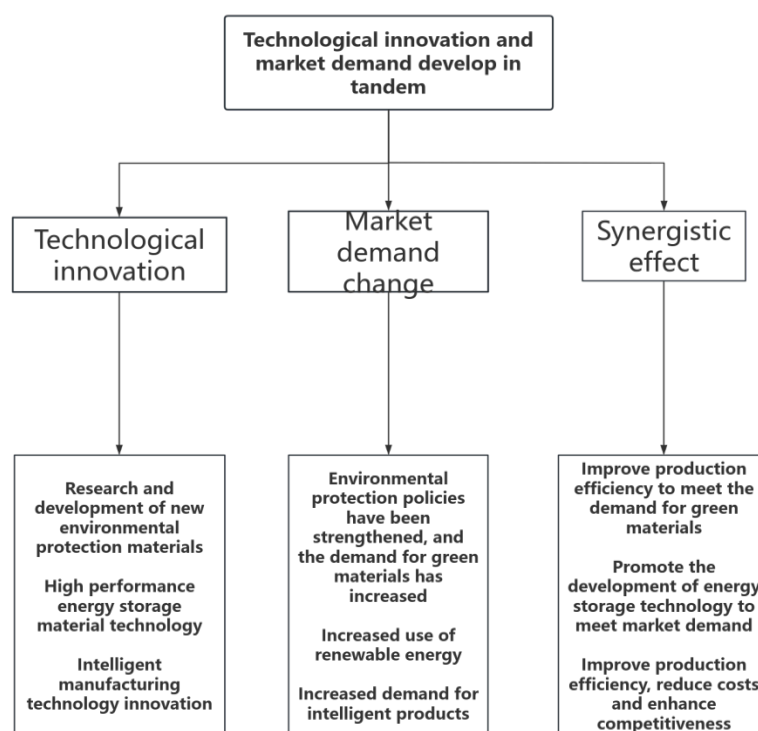 Technological innovation and
market demand develop in
tandem
Technological
innovation
Market
demand
change
Synergistic
effect
Research and
development of new
environmental
protection materials
High performance
energy storage
material technology
Intelligent
manufacturing
technology innovation
Environmental
protection policies
have been
strengthened, and
the demand for green
materials has
increased
Increased use of
renewable energy
Increased demand for
intelligent products
Improve production
efficiency to meet the
demand for green
materials
Promote the
development of energy
storage technology to
meet market demand
Improve production
efficiency, reduce costs
and enhance
competitiveness